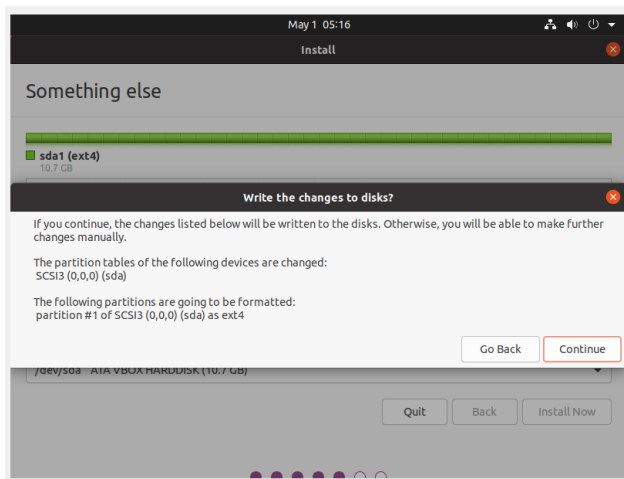 May 1 05:16
Install
Something else
sda1 (ext4)
10.7 GB
Write the changes to disks?
If you continue, the changes listed below will be written to the disks. Otherwise, you will be able to make further
changes manually.
The partition tables of the following devices are changed:
SCSI3 (0,0,0) (sda)
The following partitions are going to be formatted:
partition #1 of SCSI3 (0,0,0) (sda) as ext4
Go Back Continue
/dev/sda ATA VBOX HARDDISK (10.7 GB)
Quit Back Install Now